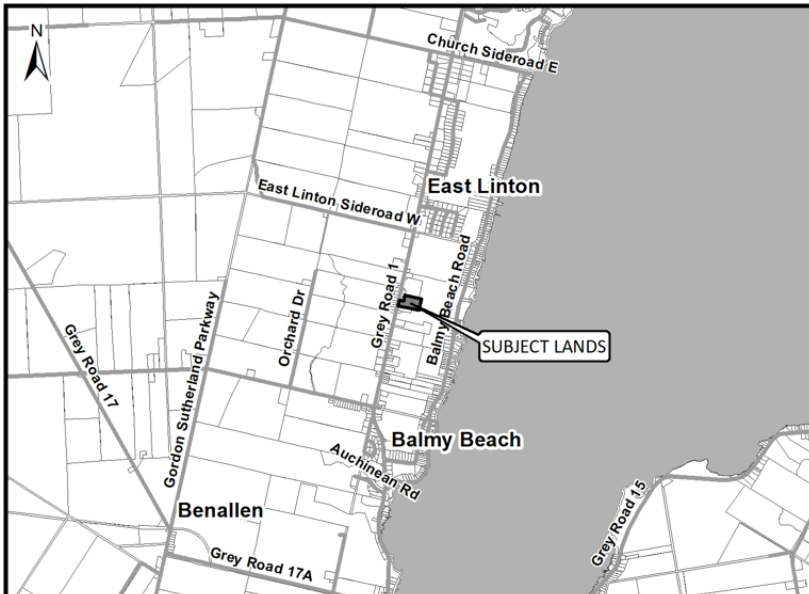 N
Church Sideroad E
East Linton
East Linton Sideroad W
Grey Road 1
Balmy Beach Road
Orchard Dr
Gordon Sutherland Parkway
Grey Road 17
SUBJECT LANDS
Balmy Beach
Auchinean Rd
Benallen
Grey Road 17A
Grey Road 15